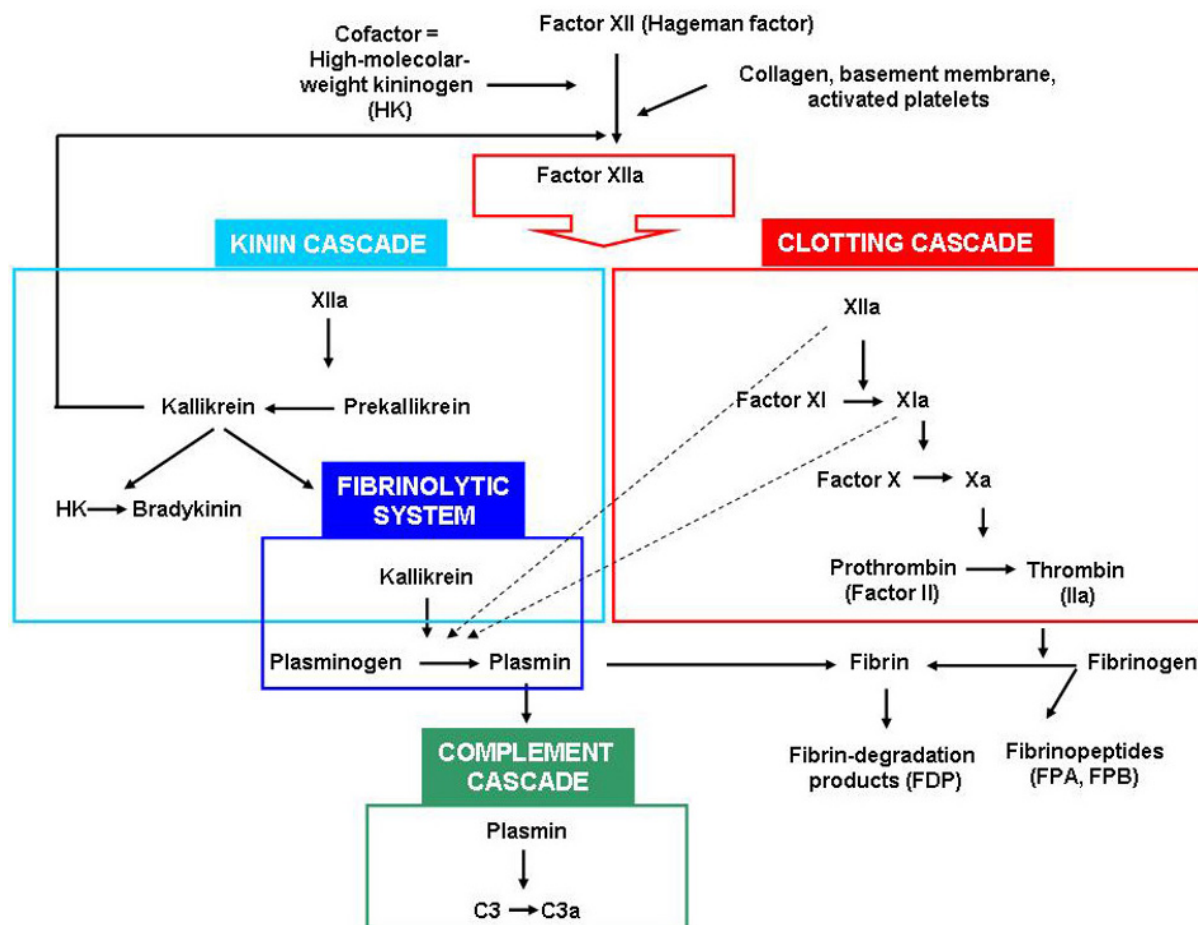 Factor XII (Hageman factor)
Cofactor =
High-molecolar-
weight kininogen
(HK)
Collagen, basement membrane,
activated platelets
Factor XIIa
KININ CASCADE
CLOTTING CASCADE
XIIa
XIIa
Kallikrein
Prekallikrein
Factor XI
XIa
HK
Bradykinin
FIBRINOLYTIC
SYSTEM
Factor X
Xa
Kallikrein
Prothrombin
(Factor II)
Thrombin
(IIa)
Plasminogen
Plasmin
Fibrin
Fibrinogen
COMPLEMENT
CASCADE
Fibrin-degradation
products (FDP)
Fibrinopeptides
(FPA, FPB)
Plasmin
C3
C3a